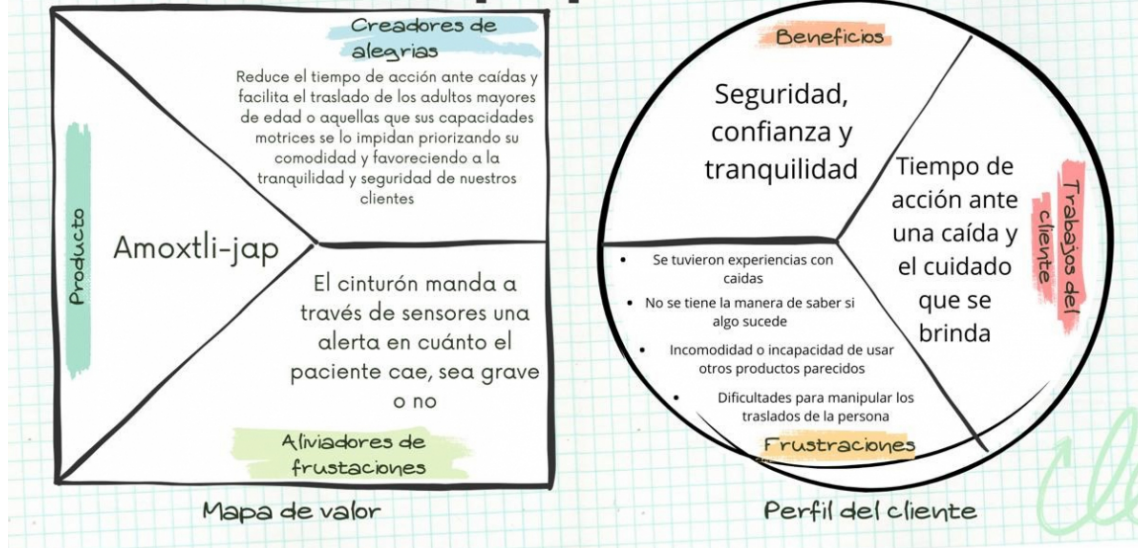 Creadores de
alegrias
Reduce el tiempo de acción ante caídas y
facilita el traslado de los adultos mayores
de edad o aquellas que sus capacidades
motrices se lo impidan priorizando su
comodidad y favoreciendo a la
tranquilidad y seguridad de nuestros
clientes
Producto
Amoxtli-jap
El cinturón manda a
través de sensores una
alerta en cuánto el
paciente cae, sea grave
o no
Aliviadores de
frustaciones
Mapa de valor
Beneficios
Seguridad,
confianza y
tranquilidad
Tiempo de
acción ante
una caída y
el cuidado
que se
brinda
Trabajos del
cliente
• Se tuvieron experiencias con
caidas
• No se tiene la manera de saber si
algo sucede
• Incomodidad o incapacidad de usar
otros productos parecidos
• Dificultades para manipular los
traslados de la persona
Frustraciones
Perfil del cliente